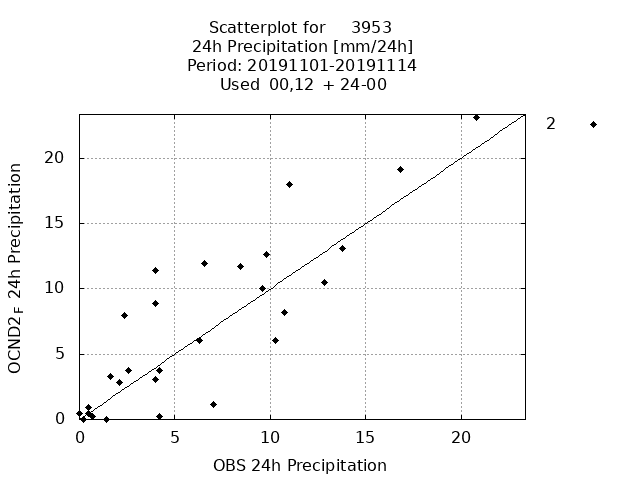 Scatterplot for 3953
24h Precipitation [mm/24h]
Period: 20191101-20191114
Used 00,12 + 24-00
2
20
15
10
5
0
OCND2F 24h Precipitation
0 5 10 15 20
OBS 24h Precipitation